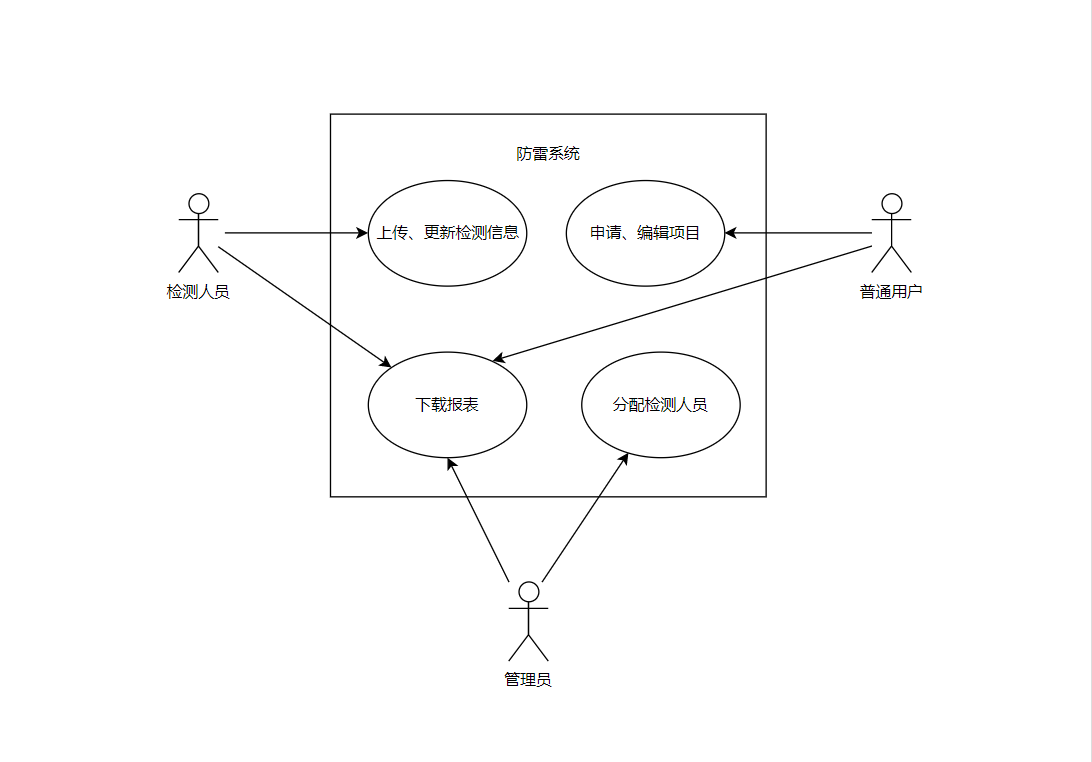 防雷系统
上传、更新检测信息
申请、编辑项目
检测人员
普通用户
下载报表
分配检测人员
管理员